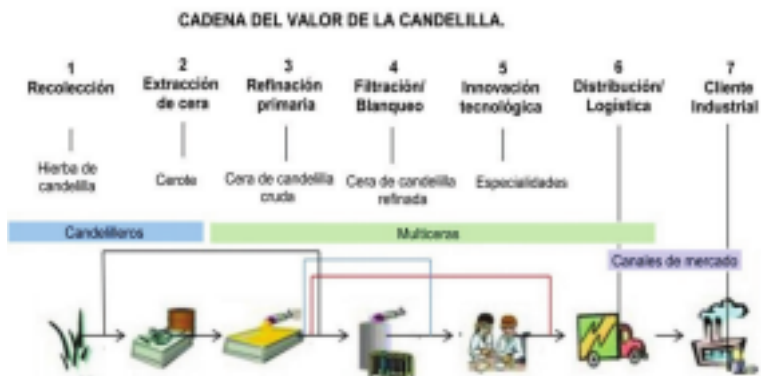 CADENA DEL VALOR DE LA CANDELILLA.
1
Recolección
2
Extracción
de cera
3
Refinación
primaria
4
Filtración/
Blanqueo
5
Innovación
tecnológica
6
Distribución/
Logística
7
Cliente
Industrial
Hierba de
candelilla
Cerote
Cera de candelilla
cruda
Cera de candelilla
refinada
Especialidades
Candelilleros
Multiceras
Canales de mercado